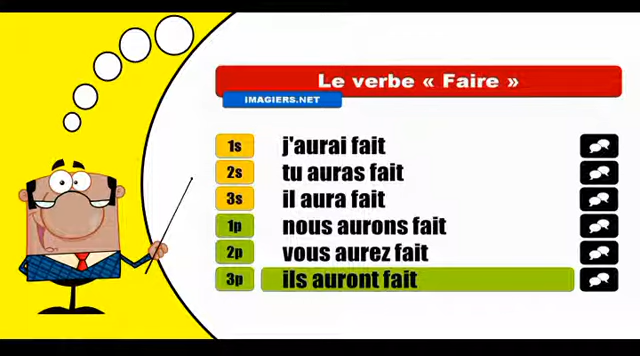 Le verbe « Faire »
IMAGIERS.NET
1s j'aurai fait
2s tu auras fait
3s il aura fait
1p nous aurons fait
2p vous aurez fait
3p ils auront fait